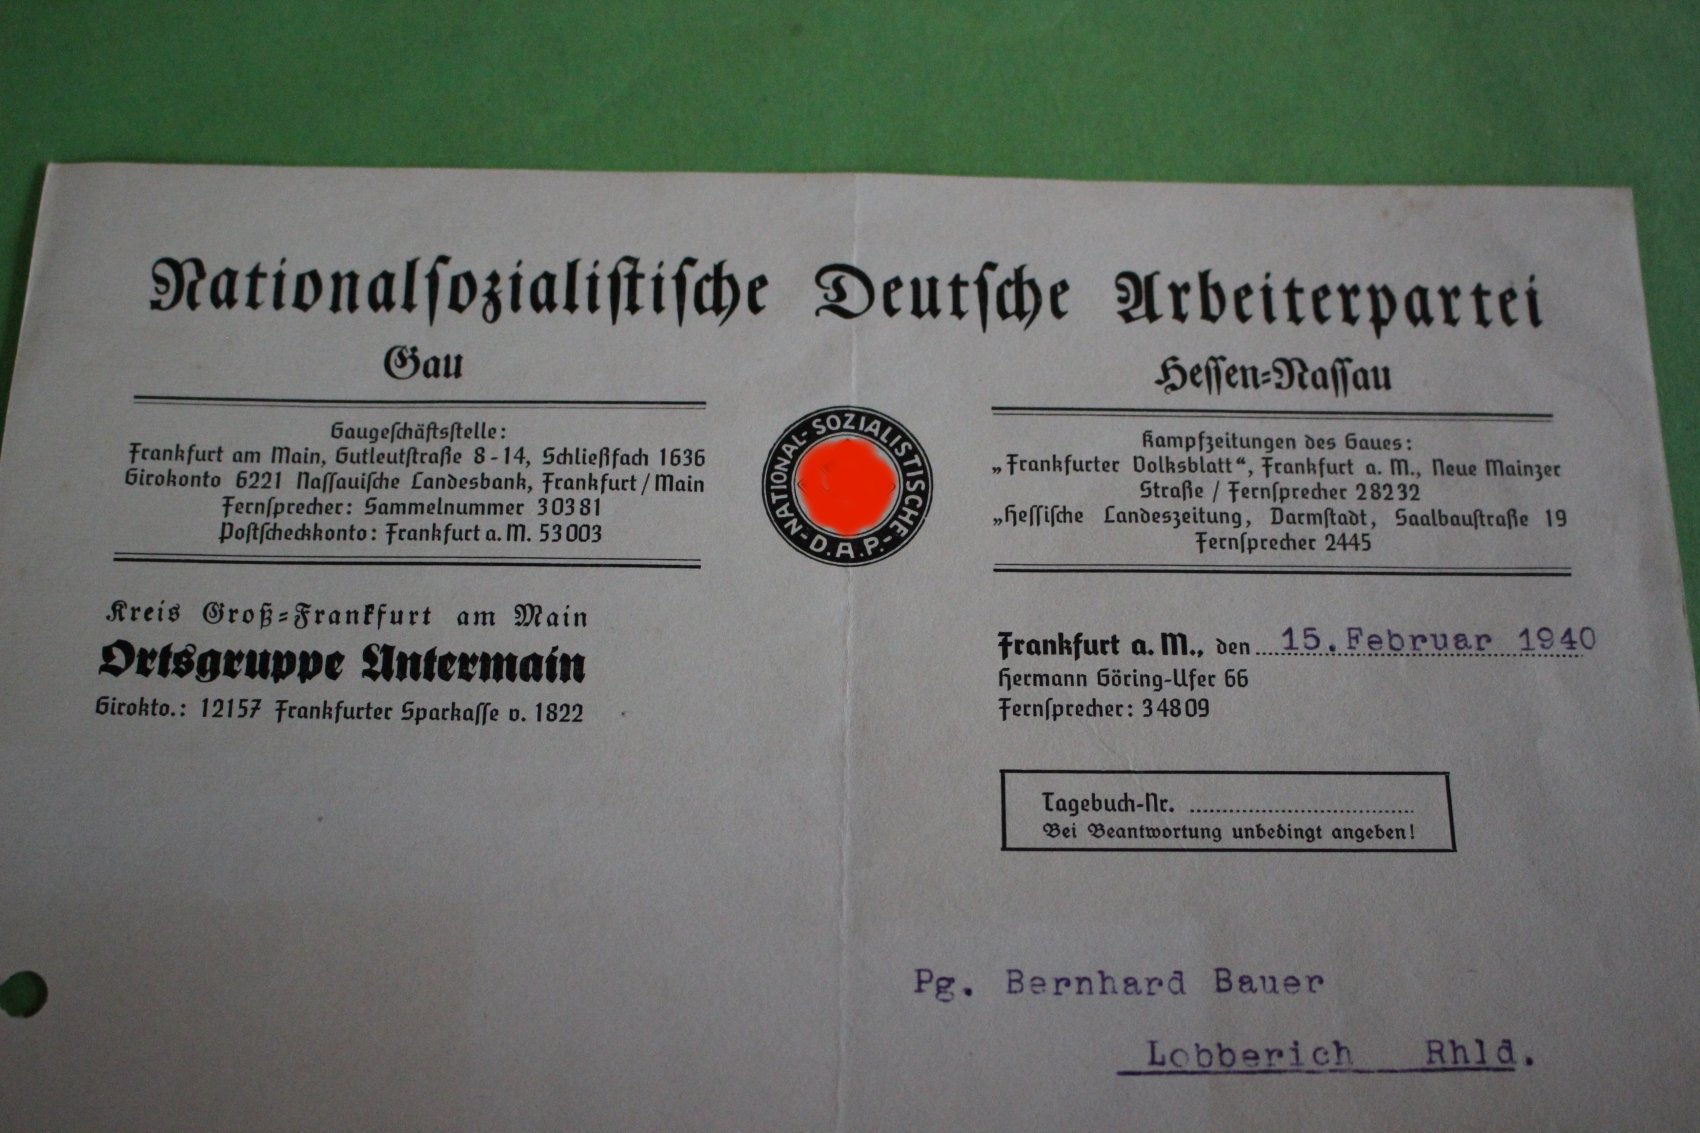 Nationalsozialistische Deutsche Arbeiterpartei
Gau
Hessen=Nassau
Gaugeschäftsstelle:
Frankfurt am Main, Gutleutstraße 8-14, Schließfach 1636
Girokonto 6221 Nassauische Landesbank, Frankfurt/Main
Fernsprecher: Sammelnummer 30381
Postscheckkonto: Frankfurt a. M. 53003
NATIONAL-SOZIALISTISCHE-
-D.A.P.-
Kampfzeitungen des Gaues:
„Frankfurter Volksblatt“, Frankfurt a. M., Neue Mainzer
Straße / Fernsprecher 28232
„Hessische Landeszeitung, Darmstadt, Saalbaustraße 19
Fernsprecher 2445
Kreis Groß=Frankfurt am Main
Ortsgruppe Untermain
Girokto.: 12157 Frankfurter Sparkasse v. 1822
Frankfurt a. M., den 15. Februar 1940
Hermann Göring-Ufer 66
Fernsprecher: 34809
Tagebuch-Nr.
Bei Beantwortung unbedingt angeben!
Pg. Bernhard Bauer
Lobberich Rhld.